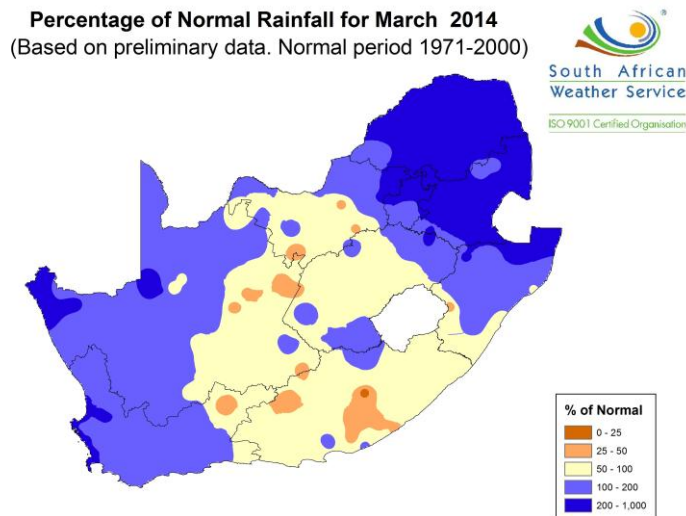 Percentage of Normal Rainfall for March 2014
(Based on preliminary data. Normal period 1971-2000)
South African
Weather Service
ISO 9001 Certified Organisation
% of Normal
0 - 25
25 - 50
50 - 100
100 - 200
200 - 1,000